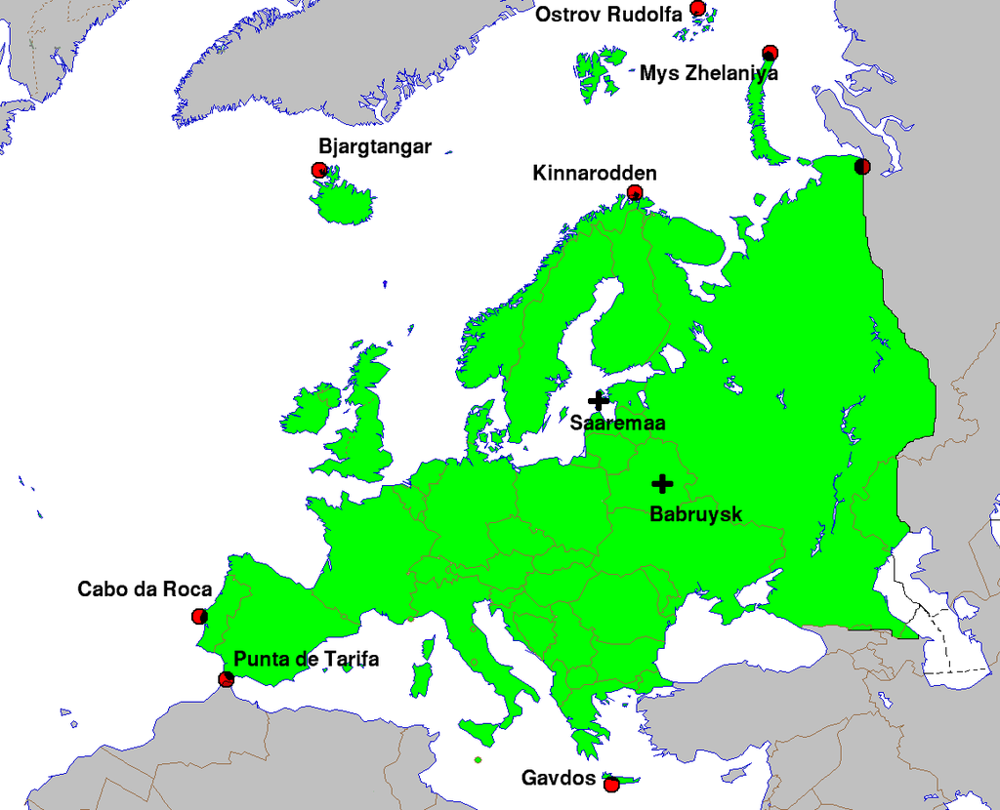 Ostrov Rudolfa
Mys Zhelaniya
Bjargtangar
Kinnarodden
Saaremaa
Babruysk
Cabo da Roca
Punta de Tarifa
Gavdos